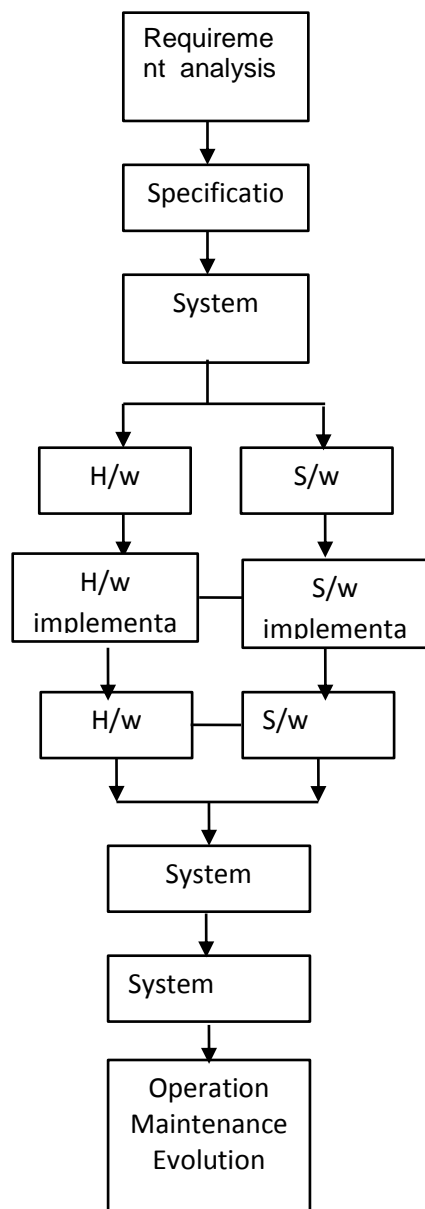 Requireme
nt analysis
Specificatio
System
H/w
S/w
H/w
implementa
S/w
implementa
H/w
S/w
System
System
Operation
Maintenance
Evolution